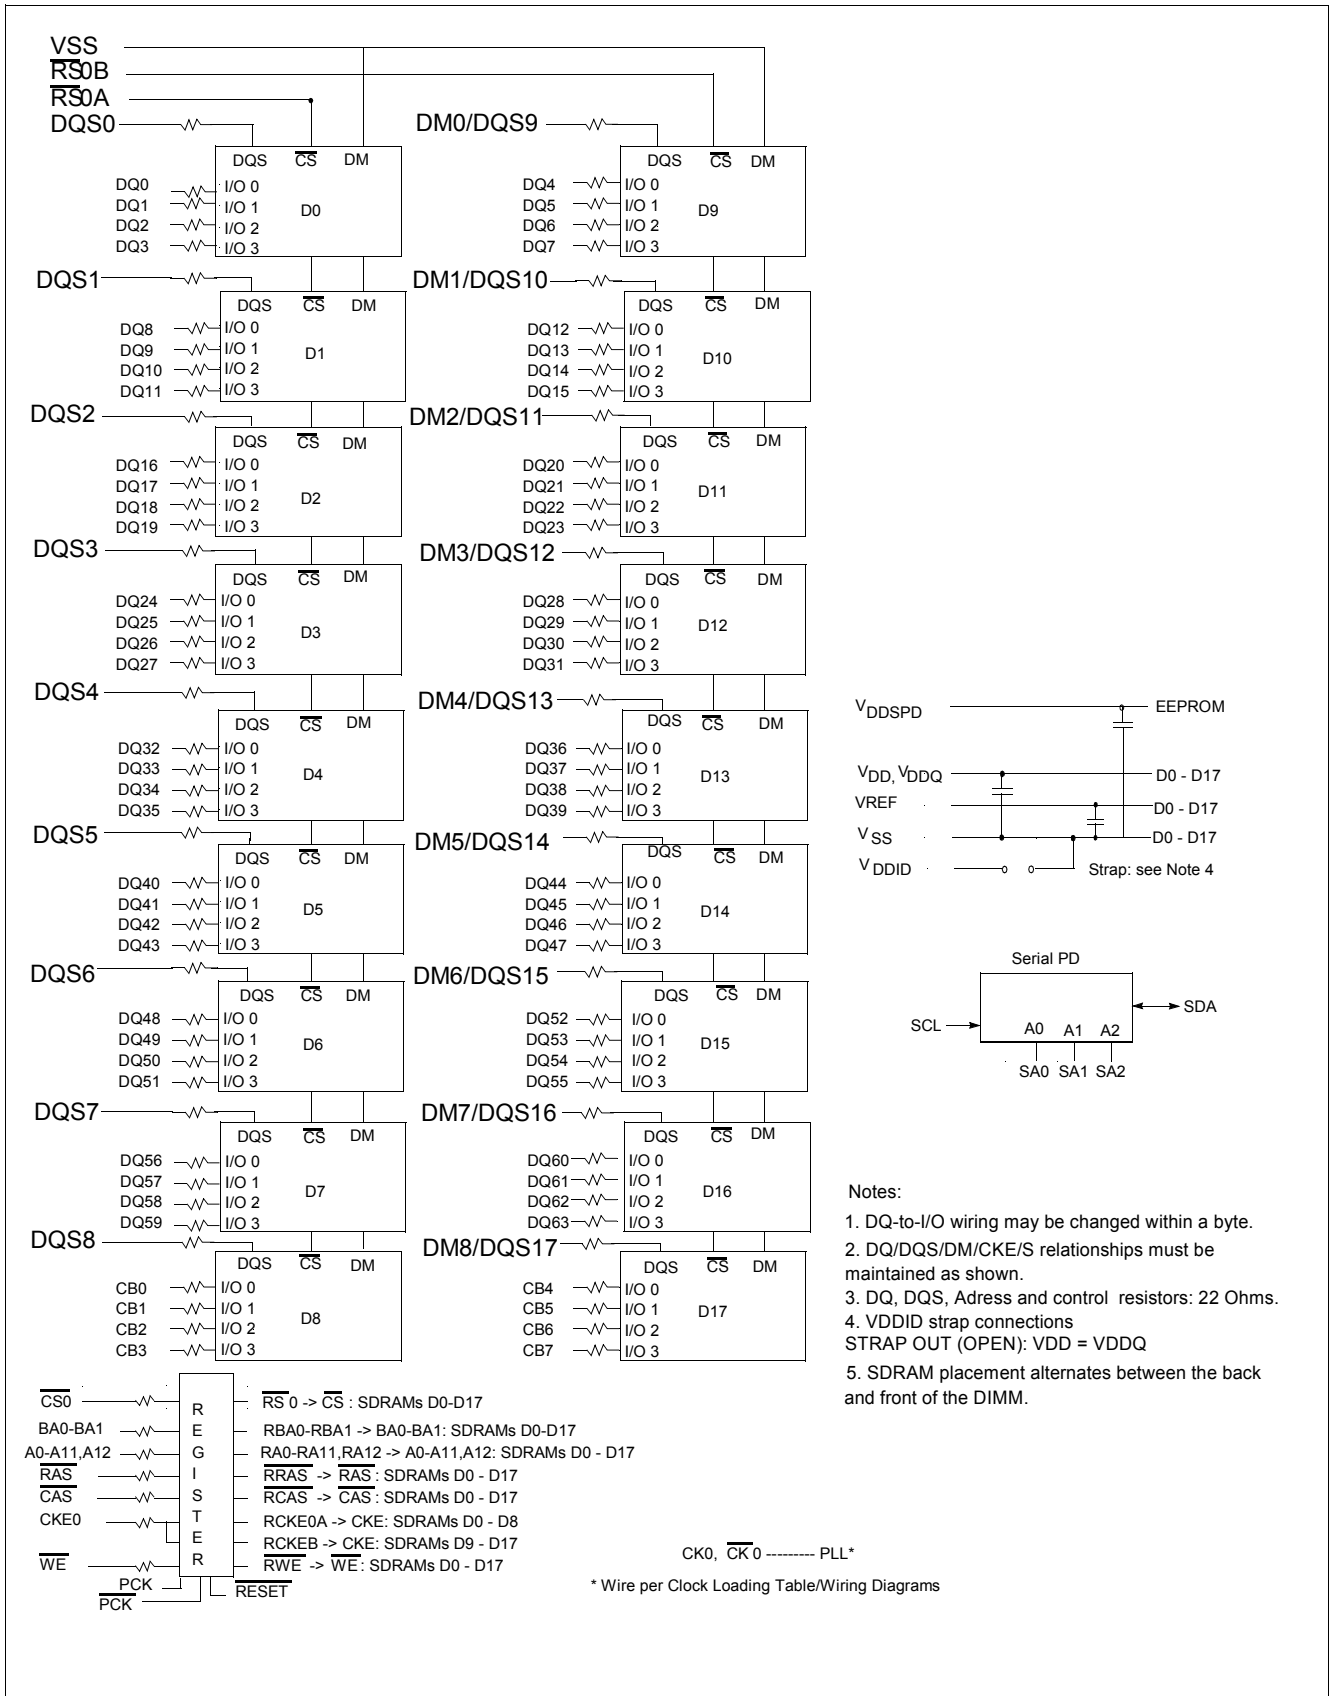 VSS
RS0B
RS0A
DQS0
DM0/DQS9
DQS CS DM
DQS CS DM
DQ0 I/O 0
DQ1 I/O 1
DQ2 I/O 2
DQ3 I/O 3
D0
DQ4 I/O 0
DQ5 I/O 1
DQ6 I/O 2
DQ7 I/O 3
D9
DQS1
DM1/DQS10
DQS CS DM
DQS CS DM
DQ8 I/O 0
DQ9 I/O 1
DQ10 I/O 2
DQ11 I/O 3
D1
DQ12 I/O 0
DQ13 I/O 1
DQ14 I/O 2
DQ15 I/O 3
D10
DQS2
DM2/DQS11
DQS CS DM
DQS CS DM
DQ16 I/O 0
DQ17 I/O 1
DQ18 I/O 2
DQ19 I/O 3
D2
DQ20 I/O 0
DQ21 I/O 1
DQ22 I/O 2
DQ23 I/O 3
D11
DQS3
DM3/DQS12
DQS CS DM
DQS CS DM
DQ24 I/O 0
DQ25 I/O 1
DQ26 I/O 2
DQ27 I/O 3
D3
DQ28 I/O 0
DQ29 I/O 1
DQ30 I/O 2
DQ31 I/O 3
D12
DQS4
DM4/DQS13
DQS CS DM
DQS CS DM
DQ32 I/O 0
DQ33 I/O 1
DQ34 I/O 2
DQ35 I/O 3
D4
DQ36 I/O 0
DQ37 I/O 1
DQ38 I/O 2
DQ39 I/O 3
D13
DQS5
DM5/DQS14
DQS CS DM
DQS CS DM
DQ40 I/O 0
DQ41 I/O 1
DQ42 I/O 2
DQ43 I/O 3
D5
DQ44 I/O 0
DQ45 I/O 1
DQ46 I/O 2
DQ47 I/O 3
D14
DQS6
DM6/DQS15
DQS CS DM
DQS CS DM
DQ48 I/O 0
DQ49 I/O 1
DQ50 I/O 2
DQ51 I/O 3
D6
DQ52 I/O 0
DQ53 I/O 1
DQ54 I/O 2
DQ55 I/O 3
D15
DQS7
DM7/DQS16
DQS CS DM
DQS CS DM
DQ56 I/O 0
DQ57 I/O 1
DQ58 I/O 2
DQ59 I/O 3
D7
DQ60 I/O 0
DQ61 I/O 1
DQ62 I/O 2
DQ63 I/O 3
D16
DQS8
DM8/DQS17
DQS CS DM
DQS CS DM
CB0 I/O 0
CB1 I/O 1
CB2 I/O 2
CB3 I/O 3
D8
CB4 I/O 0
CB5 I/O 1
CB6 I/O 2
CB7 I/O 3
D17
VDDSPD EEPROM
VDD, VDDQ D0 - D17
VREF D0 - D17
VSS D0 - D17
VDDID Strap: see Note 4
Serial PD
SCL SDA
A0 A1 A2
SA0 SA1 SA2
Notes:
1. DQ-to-I/O wiring may be changed within a byte.
2. DQ/DQS/DM/CKE/S relationships must be
maintained as shown.
3. DQ, DQS, Adress and control resistors: 22 Ohms.
4. VDDID strap connections
STRAP OUT (OPEN): VDD = VDDQ
5. SDRAM placement alternates between the back
and front of the DIMM.
REGISTER
CS0 RS 0 -> CS : SDRAMs D0-D17
BA0-BA1 RBA0-RBA1 -> BA0-BA1: SDRAMs D0-D17
A0-A11,A12 RA0-RA11,RA12 -> A0-A11,A12: SDRAMs D0 - D17
RAS RRAS -> RAS : SDRAMs D0 - D17
CAS RCAS -> CAS : SDRAMs D0 - D17
CKE0 RCKE0A -> CKE: SDRAMs D0 - D8
RCKEB -> CKE: SDRAMs D9 - D17
WE RWE -> WE : SDRAMs D0 - D17
PCK
PCK
RESET
CK0, CK 0 --------- PLL*
* Wire per Clock Loading Table/Wiring Diagrams